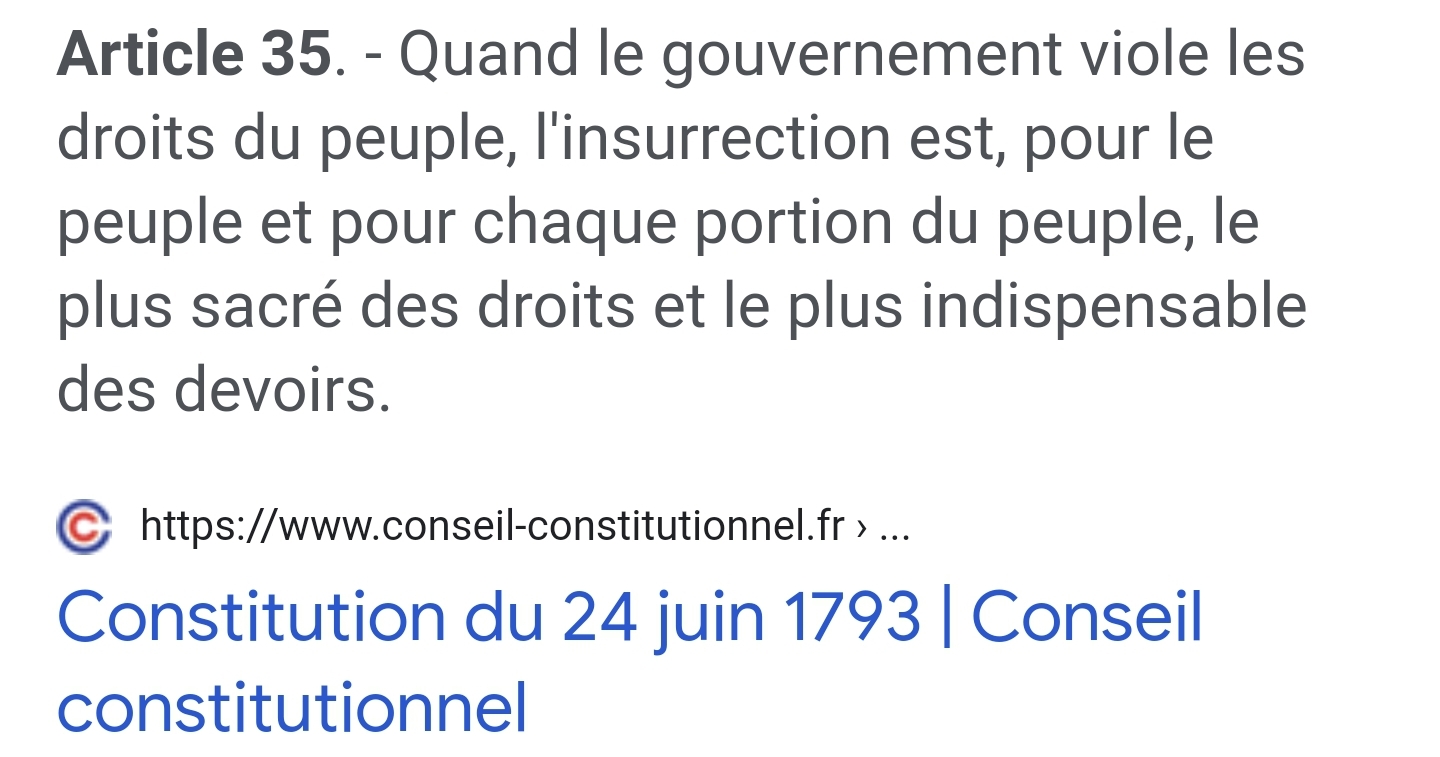 Article 35. - Quand le gouvernement viole les
droits du peuple, l'insurrection est, pour le
peuple et pour chaque portion du peuple, le
plus sacré des droits et le plus indispensable
des devoirs.
https://www.conseil-constitutionnel.fr › ...
Constitution du 24 juin 1793 | Conseil
constitutionnel